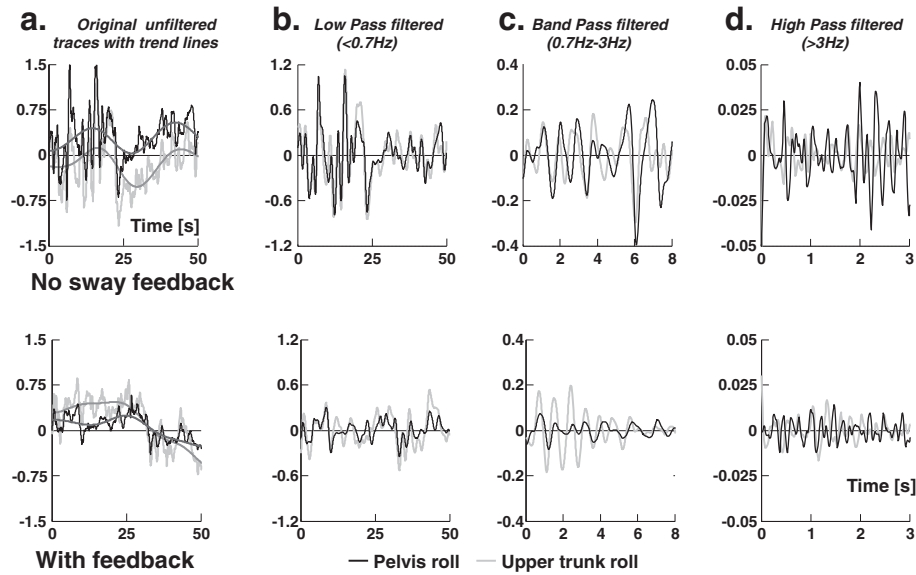 a. Original unfiltered
traces with trend lines
b. Low Pass filtered
(<0.7Hz)
c. Band Pass filtered
(0.7Hz-3Hz)
d. High Pass filtered
(>3Hz)
1.5
0.75
0
-0.75
-1.5
Time [s]
0 25 50
1.2
0.6
0
-0.6
-1.2
0 25 50
0.4
0.2
0
-0.2
-0.4
0 2 4 6 8
0.05
0.025
0
-0.025
-0.05
0 1 2 3
No sway feedback
1.5
0.75
0
-0.75
-1.5
0 25 50
1.2
0.6
0
-0.6
-1.2
0 25 50
0.4
0.2
0
-0.2
-0.4
0 2 4 6 8
0.05
0.025
0
-0.025
-0.05
Time [s]
0 1 2 3
With feedback
Pelvis roll Upper trunk roll